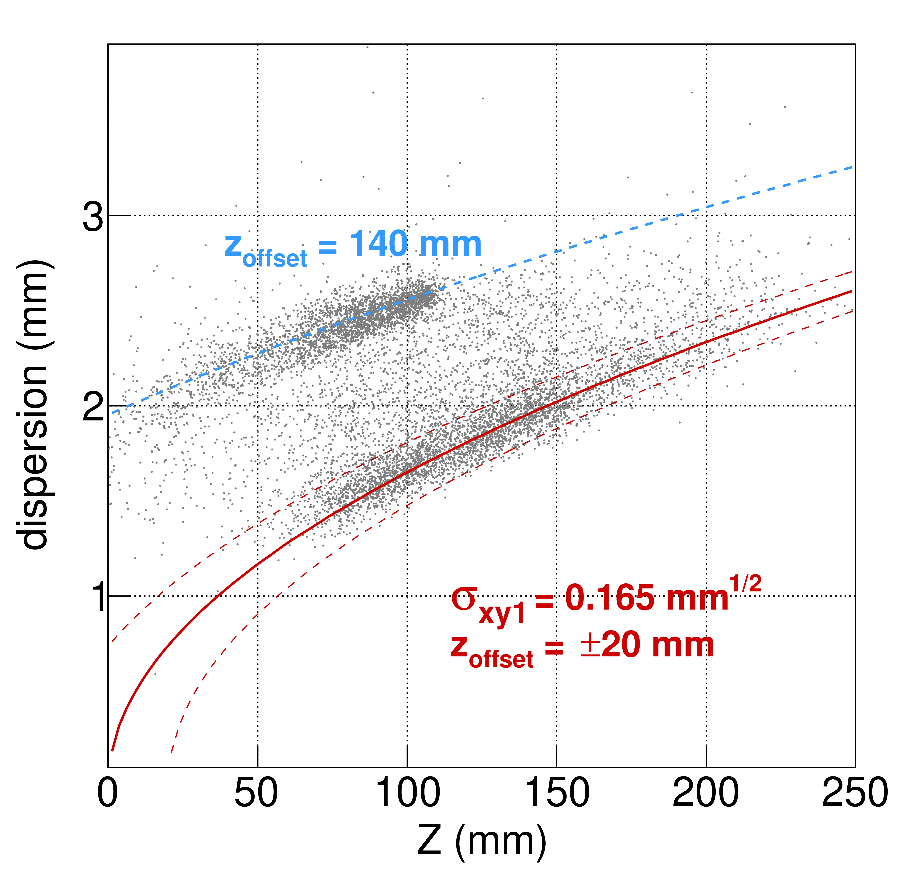 3
z_offset = 140 mm
2
dispersion (mm)
1
σ_xy1 = 0.165 mm^1/2
z_offset = ±20 mm
0 50 100 150 200 250
Z (mm)